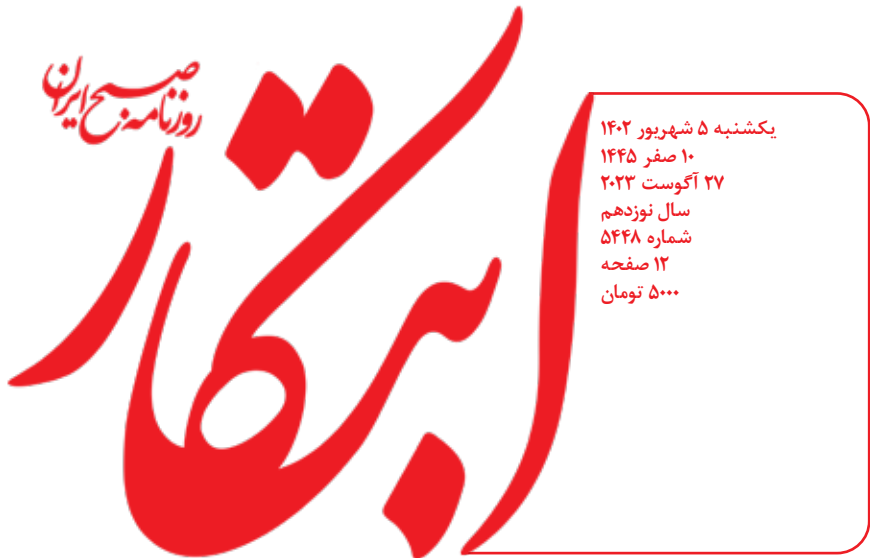 ابتکار
روزنامه صبح ایران
یکشنبه ۵ شهریور ۱۴۰۲
۱۰ صفر ۱۴۴۵
۲۷ آگوست ۲۰۲۳
سال نوزدهم
شماره ۵۴۴۸
۱۲ صفحه
۵۰۰۰ تومان